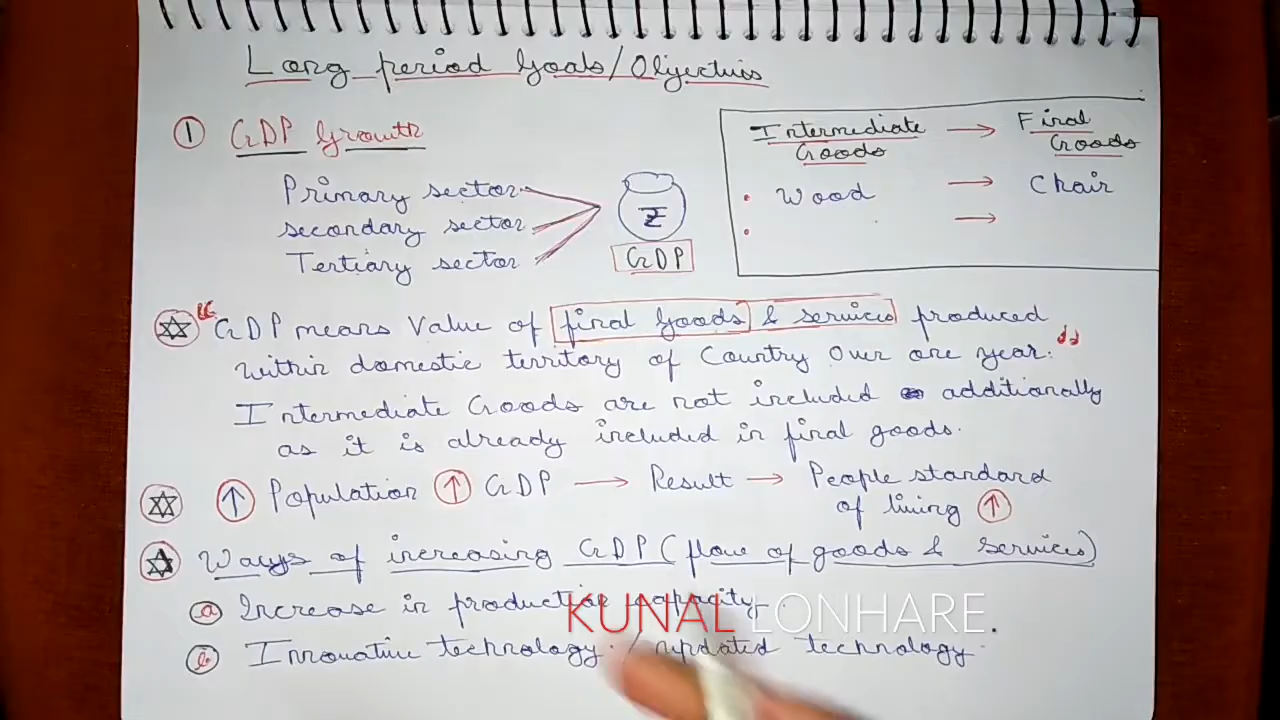 Long period Goals/Objectives
① GDP Growth
Primary sector
secondary sector
Tertiary sector
GDP
Intermediate Goods → Final Goods
• Wood → Chair
• →
"GDP means Value of final Goods & services produced
within domestic territory of Country Over one year."
Intermediate Goods are not included additionally
as it is already included in final goods.
↑ Population ↑ GDP → Result → People standard
of living ↑
Ways of increasing GDP (flow of goods & services)
ⓐ Increase in productive capacity.
ⓑ Innovative technology. / updated technology.
KUNAL LONHARE